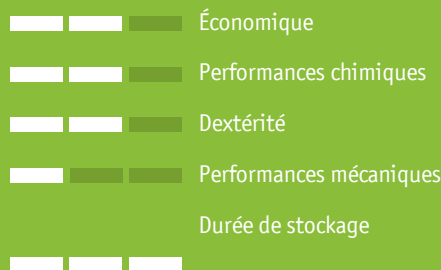 Économique
Performances chimiques
Dextérité
Performances mécaniques
Durée de stockage